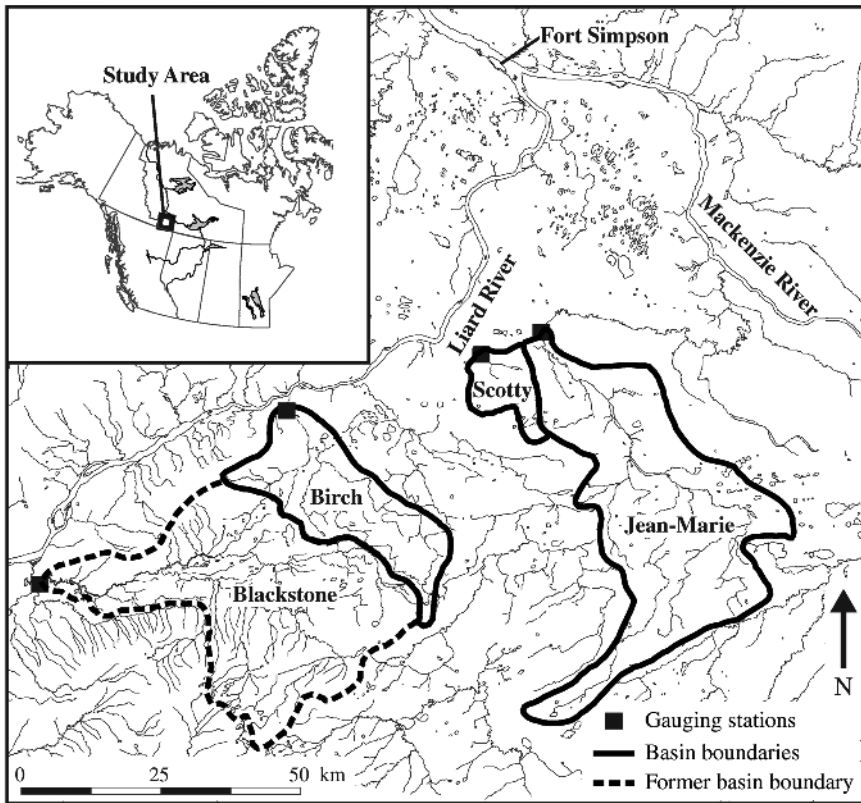 Study Area
Fort Simpson
Mackenzie River
Liard River
Scotty
Birch
Jean-Marie
Blackstone
N
Gauging stations
Basin boundaries
Former basin boundary
0 25 50 km